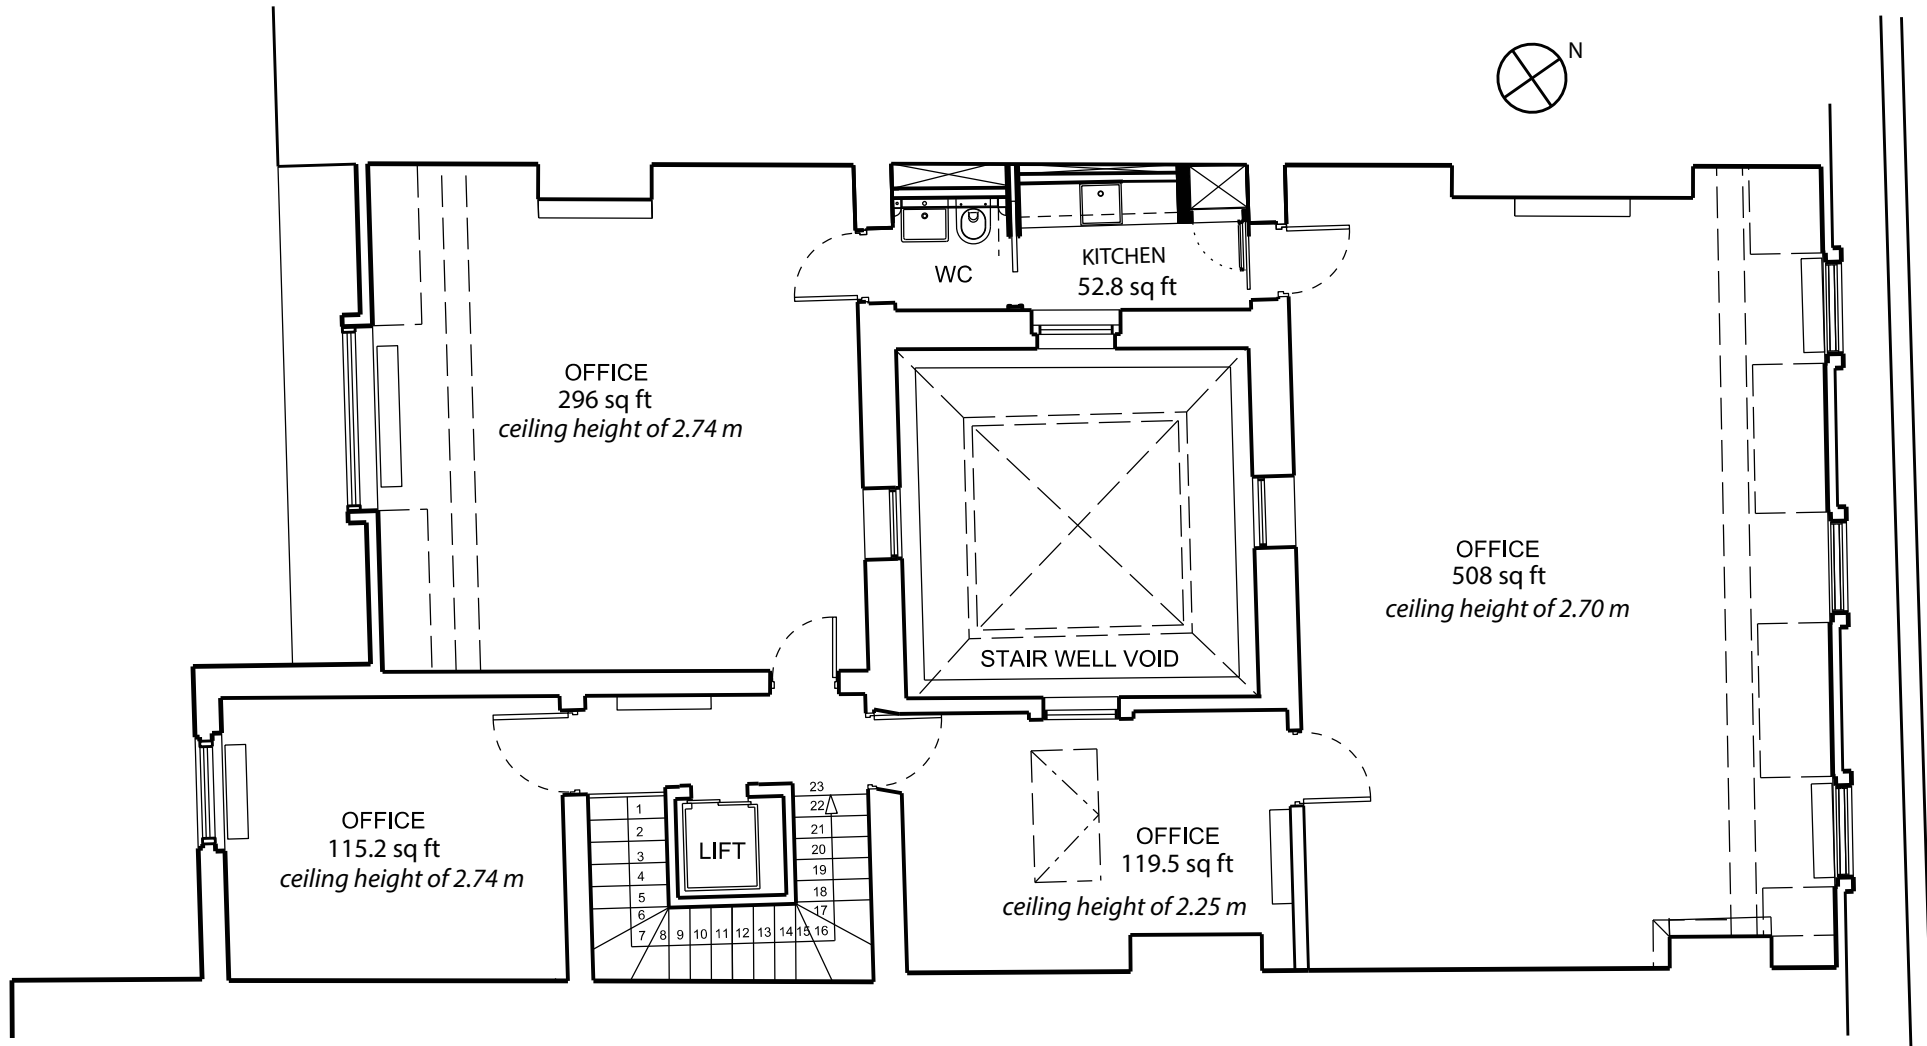 N
WC
KITCHEN
52.8 sq ft
OFFICE
296 sq ft
ceiling height of 2.74 m
OFFICE
508 sq ft
ceiling height of 2.70 m
STAIR WELL VOID
OFFICE
115.2 sq ft
ceiling height of 2.74 m
LIFT
1
2
3
4
5
6
7
8
9
10
11
12
13
14
15
16
17
18
19
20
21
22
23
OFFICE
119.5 sq ft
ceiling height of 2.25 m